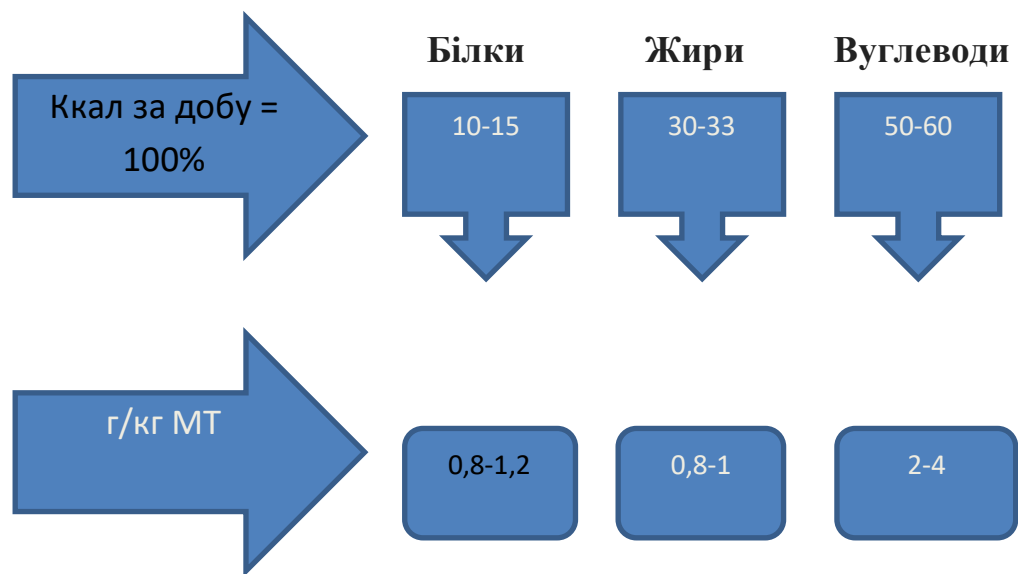 Білки Жири Вуглеводи
Ккал за добу =
100%
10-15 30-33 50-60
г/кг МТ
0,8-1,2 0,8-1 2-4